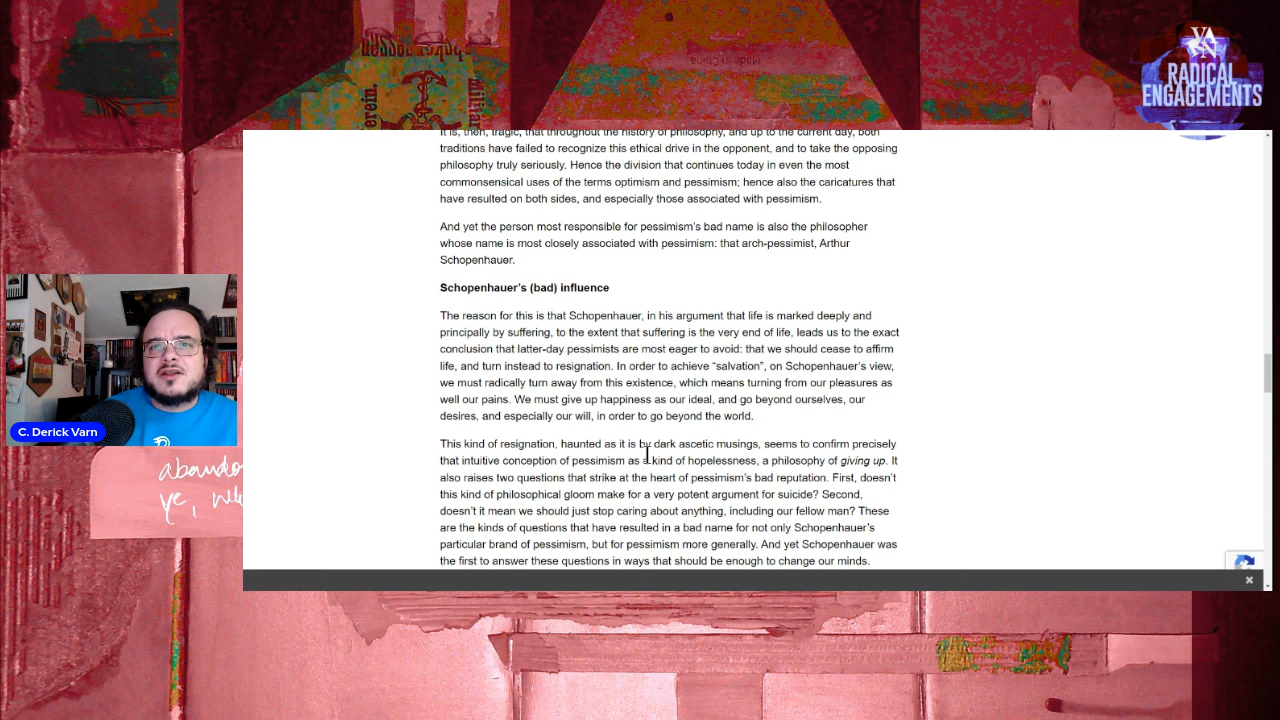 Made in China
erein.
VA
RN
RADICAL
ENGAGEMENTS
It is, then, tragic, that throughout the history of philosophy, and up to the current day, both
traditions have failed to recognize this ethical drive in the opponent, and to take the opposing
philosophy truly seriously. Hence the division that continues today in even the most
commonsensical uses of the terms optimism and pessimism; hence also the caricatures that
have resulted on both sides, and especially those associated with pessimism.
And yet the person most responsible for pessimism's bad name is also the philosopher
whose name is most closely associated with pessimism: that arch-pessimist, Arthur
Schopenhauer.
Schopenhauer's (bad) influence
The reason for this is that Schopenhauer, in his argument that life is marked deeply and
principally by suffering, to the extent that suffering is the very end of life, leads us to the exact
conclusion that latter-day pessimists are most eager to avoid: that we should cease to affirm
life, and turn instead to resignation. In order to achieve “salvation”, on Schopenhauer's view,
we must radically turn away from this existence, which means turning from our pleasures as
well our pains. We must give up happiness as our ideal, and go beyond ourselves, our
desires, and especially our will, in order to go beyond the world.
This kind of resignation, haunted as it is by dark ascetic musings, seems to confirm precisely
that intuitive conception of pessimism as a kind of hopelessness, a philosophy of giving up. It
also raises two questions that strike at the heart of pessimism's bad reputation. First, doesn't
this kind of philosophical gloom make for a very potent argument for suicide? Second,
doesn't it mean we should just stop caring about anything, including our fellow man? These
are the kinds of questions that have resulted in a bad name for not only Schopenhauer's
particular brand of pessimism, but for pessimism more generally. And yet Schopenhauer was
the first to answer these questions in ways that should be enough to change our minds.
C. Derick Varn
abando
ye,